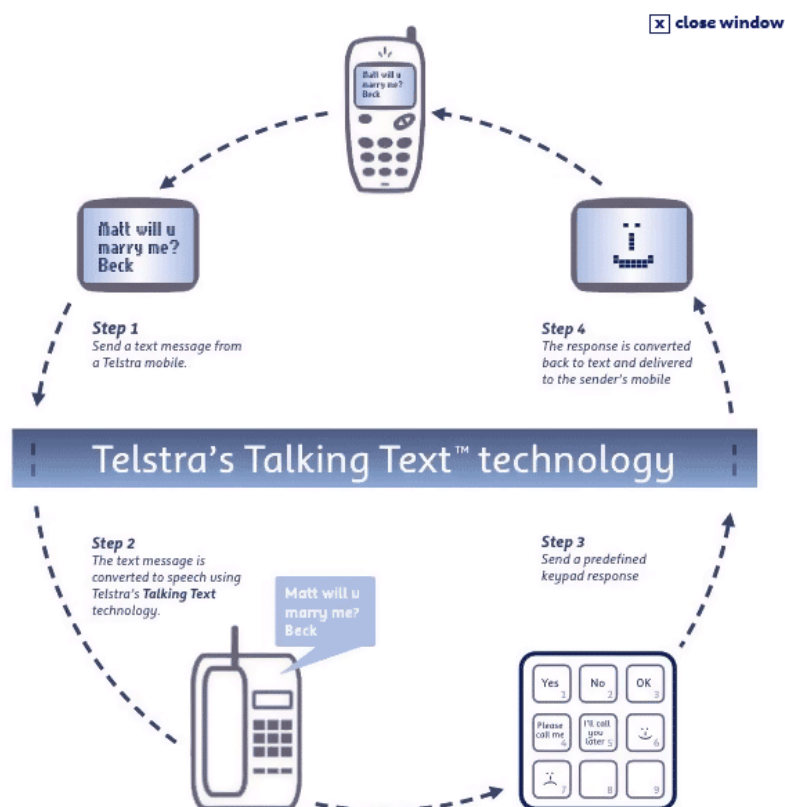 x close window
Matt will u
marry me?
Beck
Matt will u
marry me?
Beck
Step 1
Send a text message from
a Telstra mobile.
Step 4
The response is converted
back to text and delivered
to the sender's mobile
Telstra's Talking Text™ technology
Step 2
The text message is
converted to speech using
Telstra's Talking Text
technology.
Matt will u
marry me?
Beck
Step 3
Send a predefined
keypad response
Yes 1
No 2
OK 3
Please
call me 4
I'll call
you
later 5
6
7
8
9